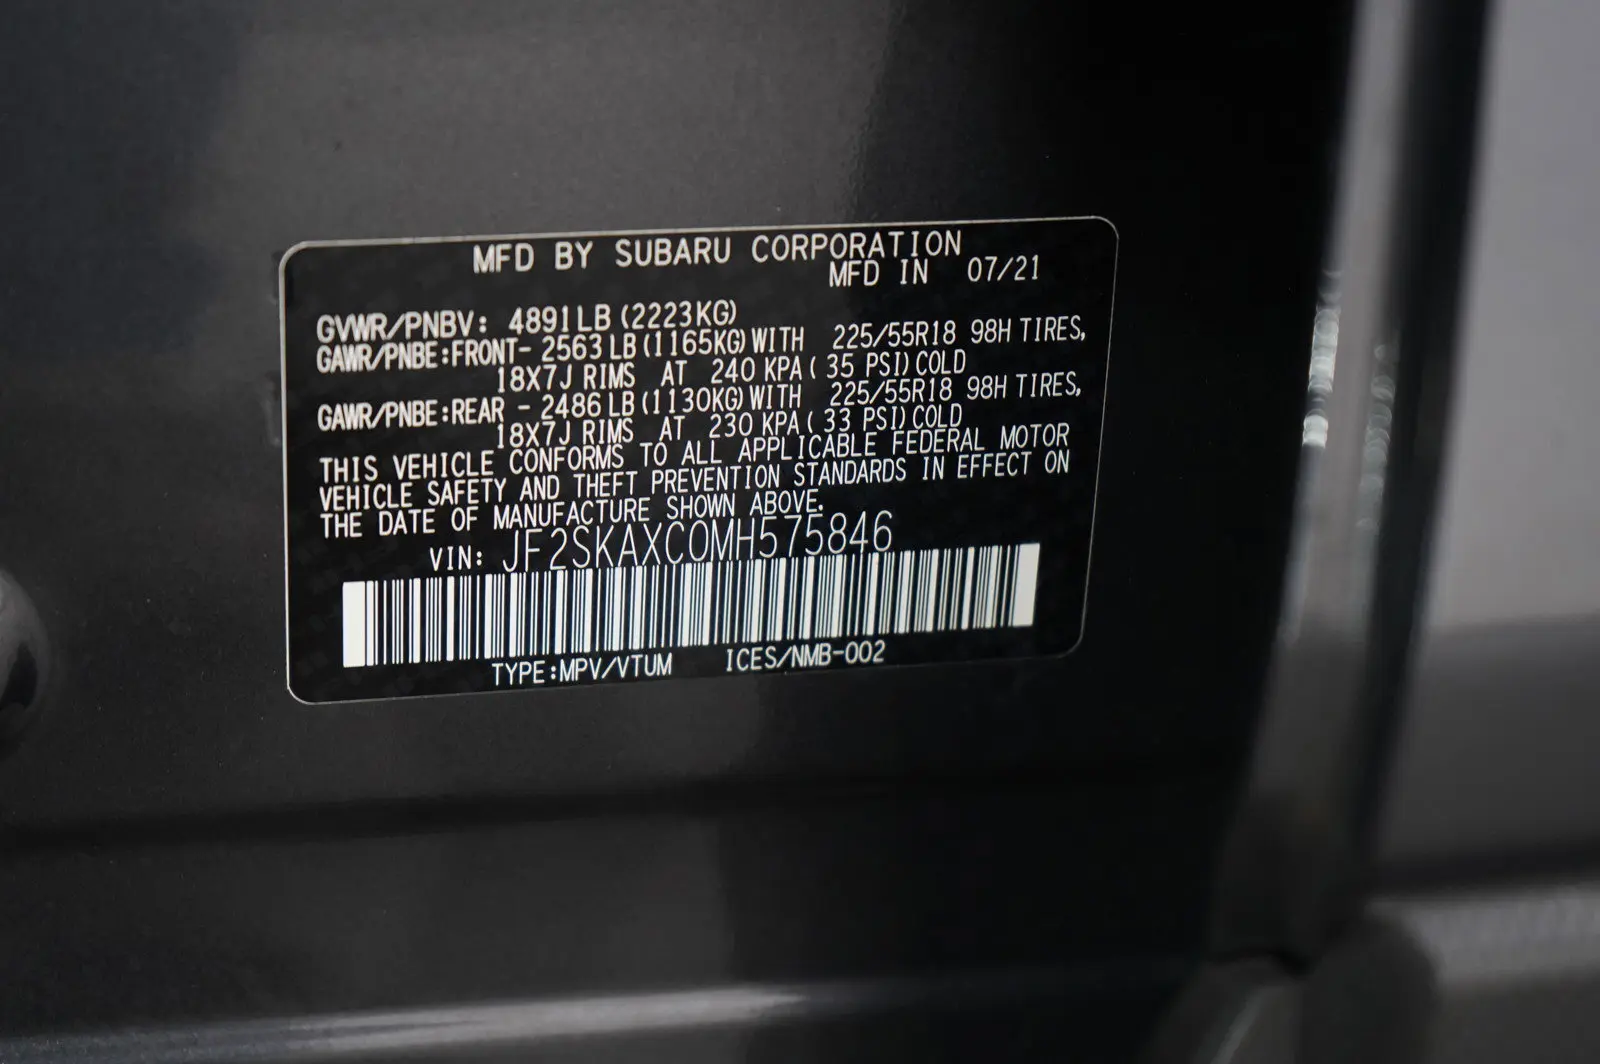 MFD BY SUBARU CORPORATION
MFD IN 07/21
GVWR/PNBV: 4891LB (2223KG)
GAWR/PNBE:FRONT- 2563 LB (1165KG) WITH 225/55R18 98H TIRES,
18X7J RIMS AT 240 KPA( 35 PSI) COLD
GAWR/PNBE:REAR - 2486 LB (1130KG) WITH 225/55R18 98H TIRES,
18X7J RIMS AT 230 KPA( 33 PSI) COLD
THIS VEHICLE CONFORMS TO ALL APPLICABLE FEDERAL MOTOR
VEHICLE SAFETY AND THEFT PREVENTION STANDARDS IN EFFECT ON
THE DATE OF MANUFACTURE SHOWN ABOVE.
VIN: JF2SKAXC0MH575846
TYPE:MPV/VTUM ICES/NMB-002